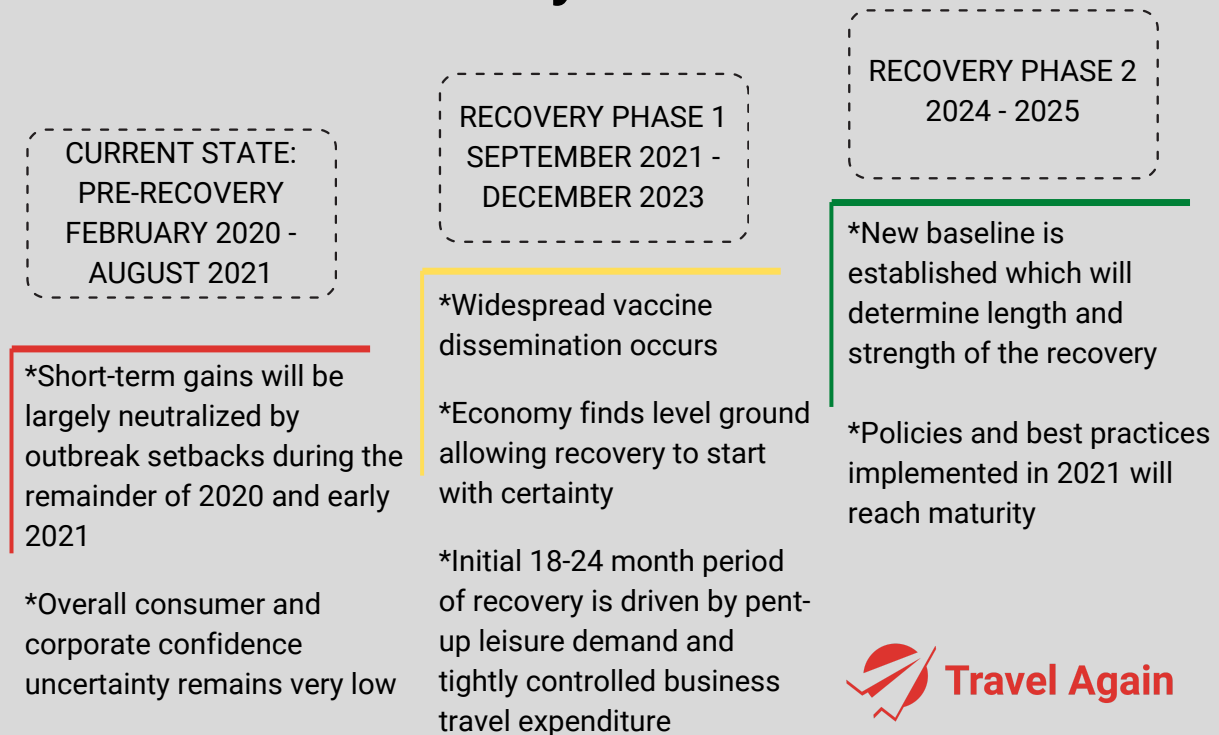 CURRENT STATE:
PRE-RECOVERY
FEBRUARY 2020 -
AUGUST 2021
*Short-term gains will be
largely neutralized by
outbreak setbacks during the
remainder of 2020 and early
2021
*Overall consumer and
corporate confidence
uncertainty remains very low
RECOVERY PHASE 1
SEPTEMBER 2021 -
DECEMBER 2023
*Widespread vaccine
dissemination occurs
*Economy finds level ground
allowing recovery to start
with certainty
*Initial 18-24 month period
of recovery is driven by pent-
up leisure demand and
tightly controlled business
travel expenditure
RECOVERY PHASE 2
2024 - 2025
*New baseline is
established which will
determine length and
strength of the recovery
*Policies and best practices
implemented in 2021 will
reach maturity
Travel Again